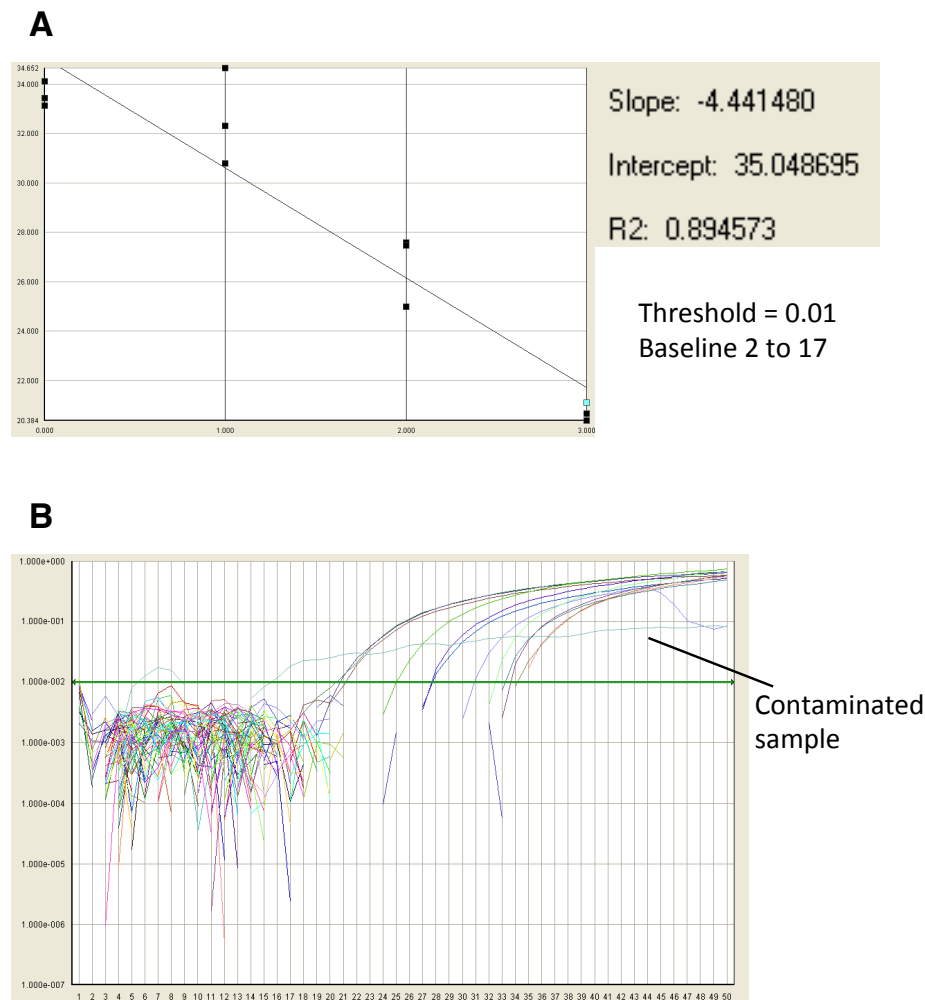 A
34.652
34.000
32.000
30.000
28.000
26.000
24.000
22.000
20.384
0.000 1.000 2.000 3.000
Slope: -4.441480
Intercept: 35.048695
R2: 0.894573
Threshold = 0.01
Baseline 2 to 17
B
1.000e+000
1.000e-001
1.000e-002
1.000e-003
1.000e-004
1.000e-005
1.000e-006
1.000e-007
1 2 3 4 5 6 7 8 9 10 11 12 13 14 15 16 17 18 19 20 21 22 23 24 25 26 27 28 29 30 31 32 33 34 35 36 37 38 39 40 41 42 43 44 45 46 47 48 49 50
Contaminated
sample